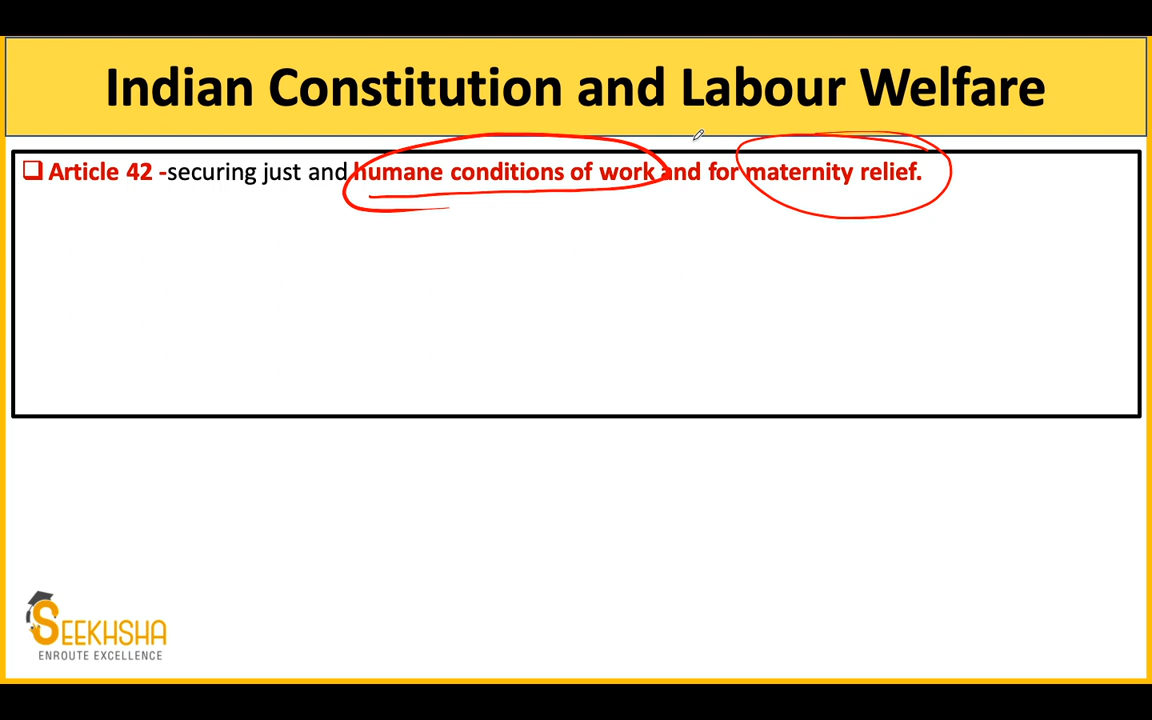 Indian Constitution and Labour Welfare
Article 42 -securing just and humane conditions of work and for maternity relief.
SEEKHSHA
ENROUTE EXCELLENCE